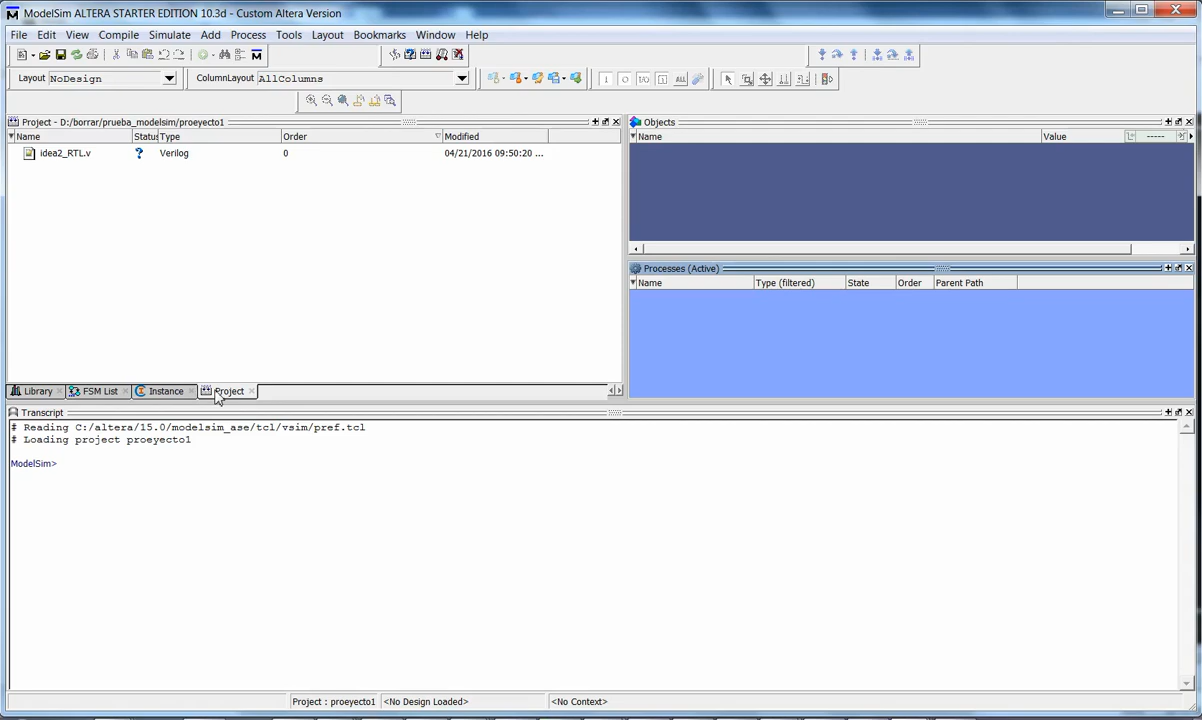 ModelSim ALTERA STARTER EDITION 10.3d - Custom Altera Version
File Edit View Compile Simulate Add Process Tools Layout Bookmarks Window Help
Layout NoDesign ColumnLayout AllColumns
Project - D:/borrar/prueba_modelsim/proeyecto1
Name Status Type Order Modified
idea2_RTL.v ? Verilog 0 04/21/2016 09:50:20 ...
Objects
Name Value
Processes (Active)
Name Type (filtered) State Order Parent Path
Library FSM List Instance Project
Transcript
# Reading C:/altera/15.0/modelsim_ase/tcl/vsim/pref.tcl
# Loading project proeyecto1
ModelSim>
Project : proeyecto1 <No Design Loaded> <No Context>